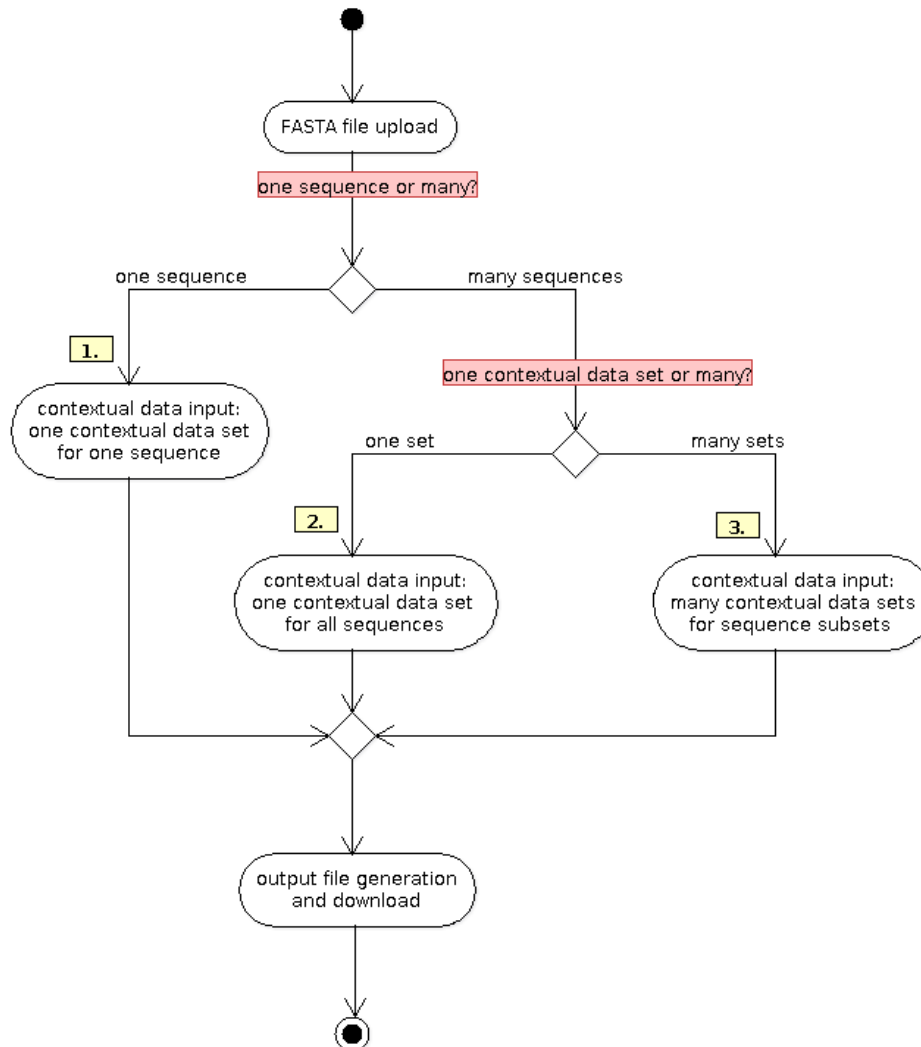 FASTA file upload
one sequence or many?
one sequence
many sequences
1.
one contextual data set or many?
contextual data input:
one contextual data set
for one sequence
one set
many sets
2.
3.
contextual data input:
one contextual data set
for all sequences
contextual data input:
many contextual data sets
for sequence subsets
output file generation
and download